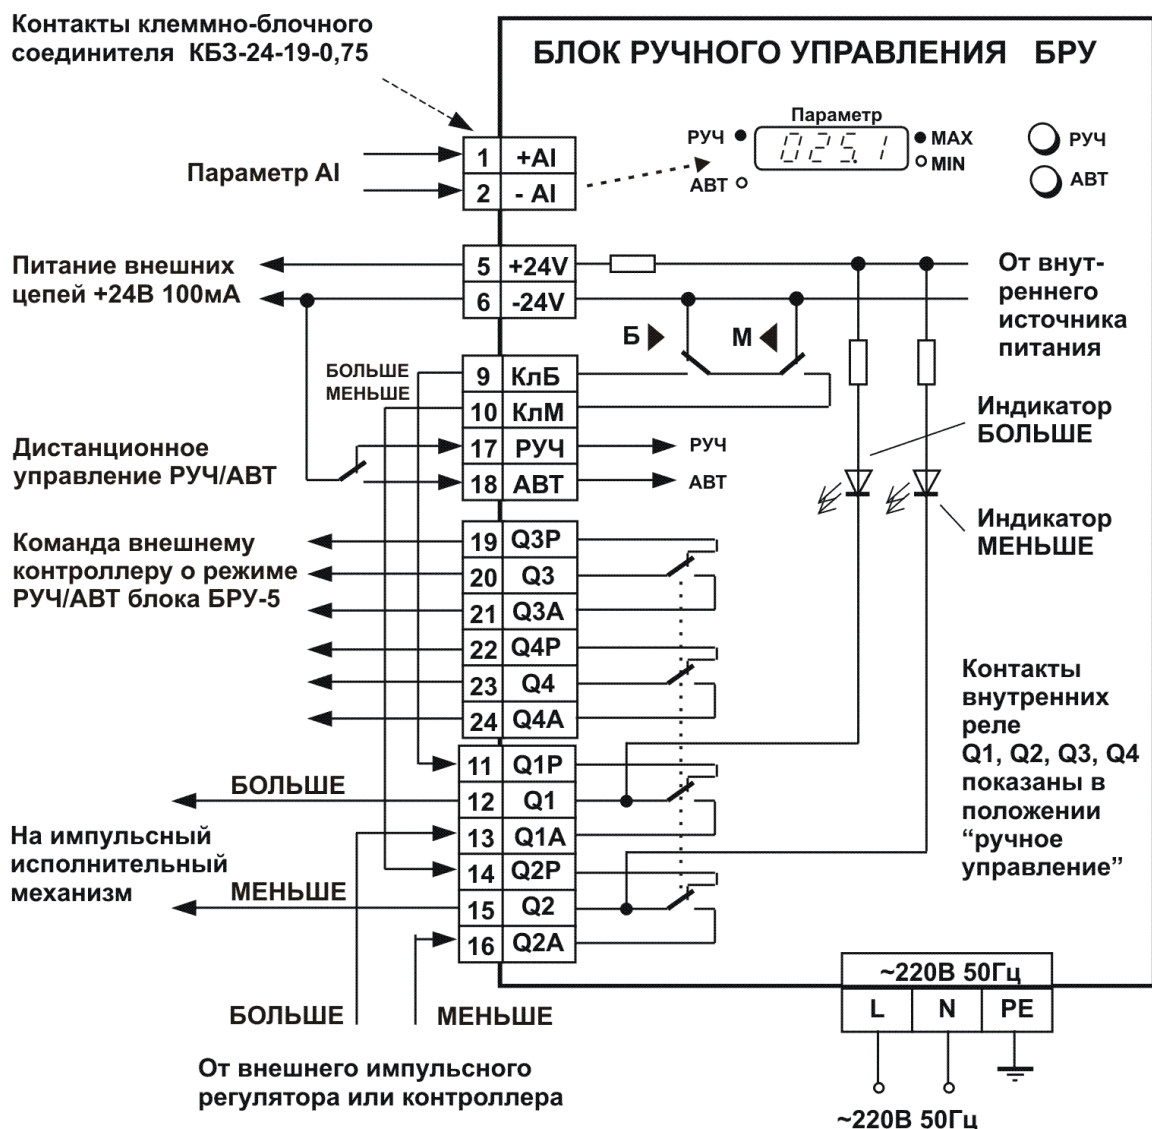 Контакты клеммно-блочного
соединителя КБЗ-24-19-0,75
БЛОК РУЧНОГО УПРАВЛЕНИЯ БРУ
Параметр
РУЧ
025.1
MAX
MIN
АВТ
РУЧ
АВТ
Параметр AI
1 +AI
2 - AI
Питание внешних
цепей +24В 100мА
5 +24V
6 -24V
От внут-
реннего
источника
питания
Б
М
БОЛЬШЕ
МЕНЬШЕ
9 КлБ
10 КлМ
17 РУЧ
18 АВТ
РУЧ
АВТ
Индикатор
БОЛЬШЕ
Дистанционное
управление РУЧ/АВТ
Индикатор
МЕНЬШЕ
Команда внешнему
контроллеру о режиме
РУЧ/АВТ блока БРУ-5
19 Q3P
20 Q3
21 Q3A
22 Q4P
23 Q4
24 Q4A
Контакты
внутренних
реле
Q1, Q2, Q3, Q4
показаны в
положении
“ручное
управление”
11 Q1P
12 Q1
13 Q1A
14 Q2P
15 Q2
16 Q2A
БОЛЬШЕ
На импульсный
исполнительный
механизм
МЕНЬШЕ
БОЛЬШЕ
МЕНЬШЕ
От внешнего импульсного
регулятора или контроллера
~220В 50Гц
L N PE
~220В 50Гц